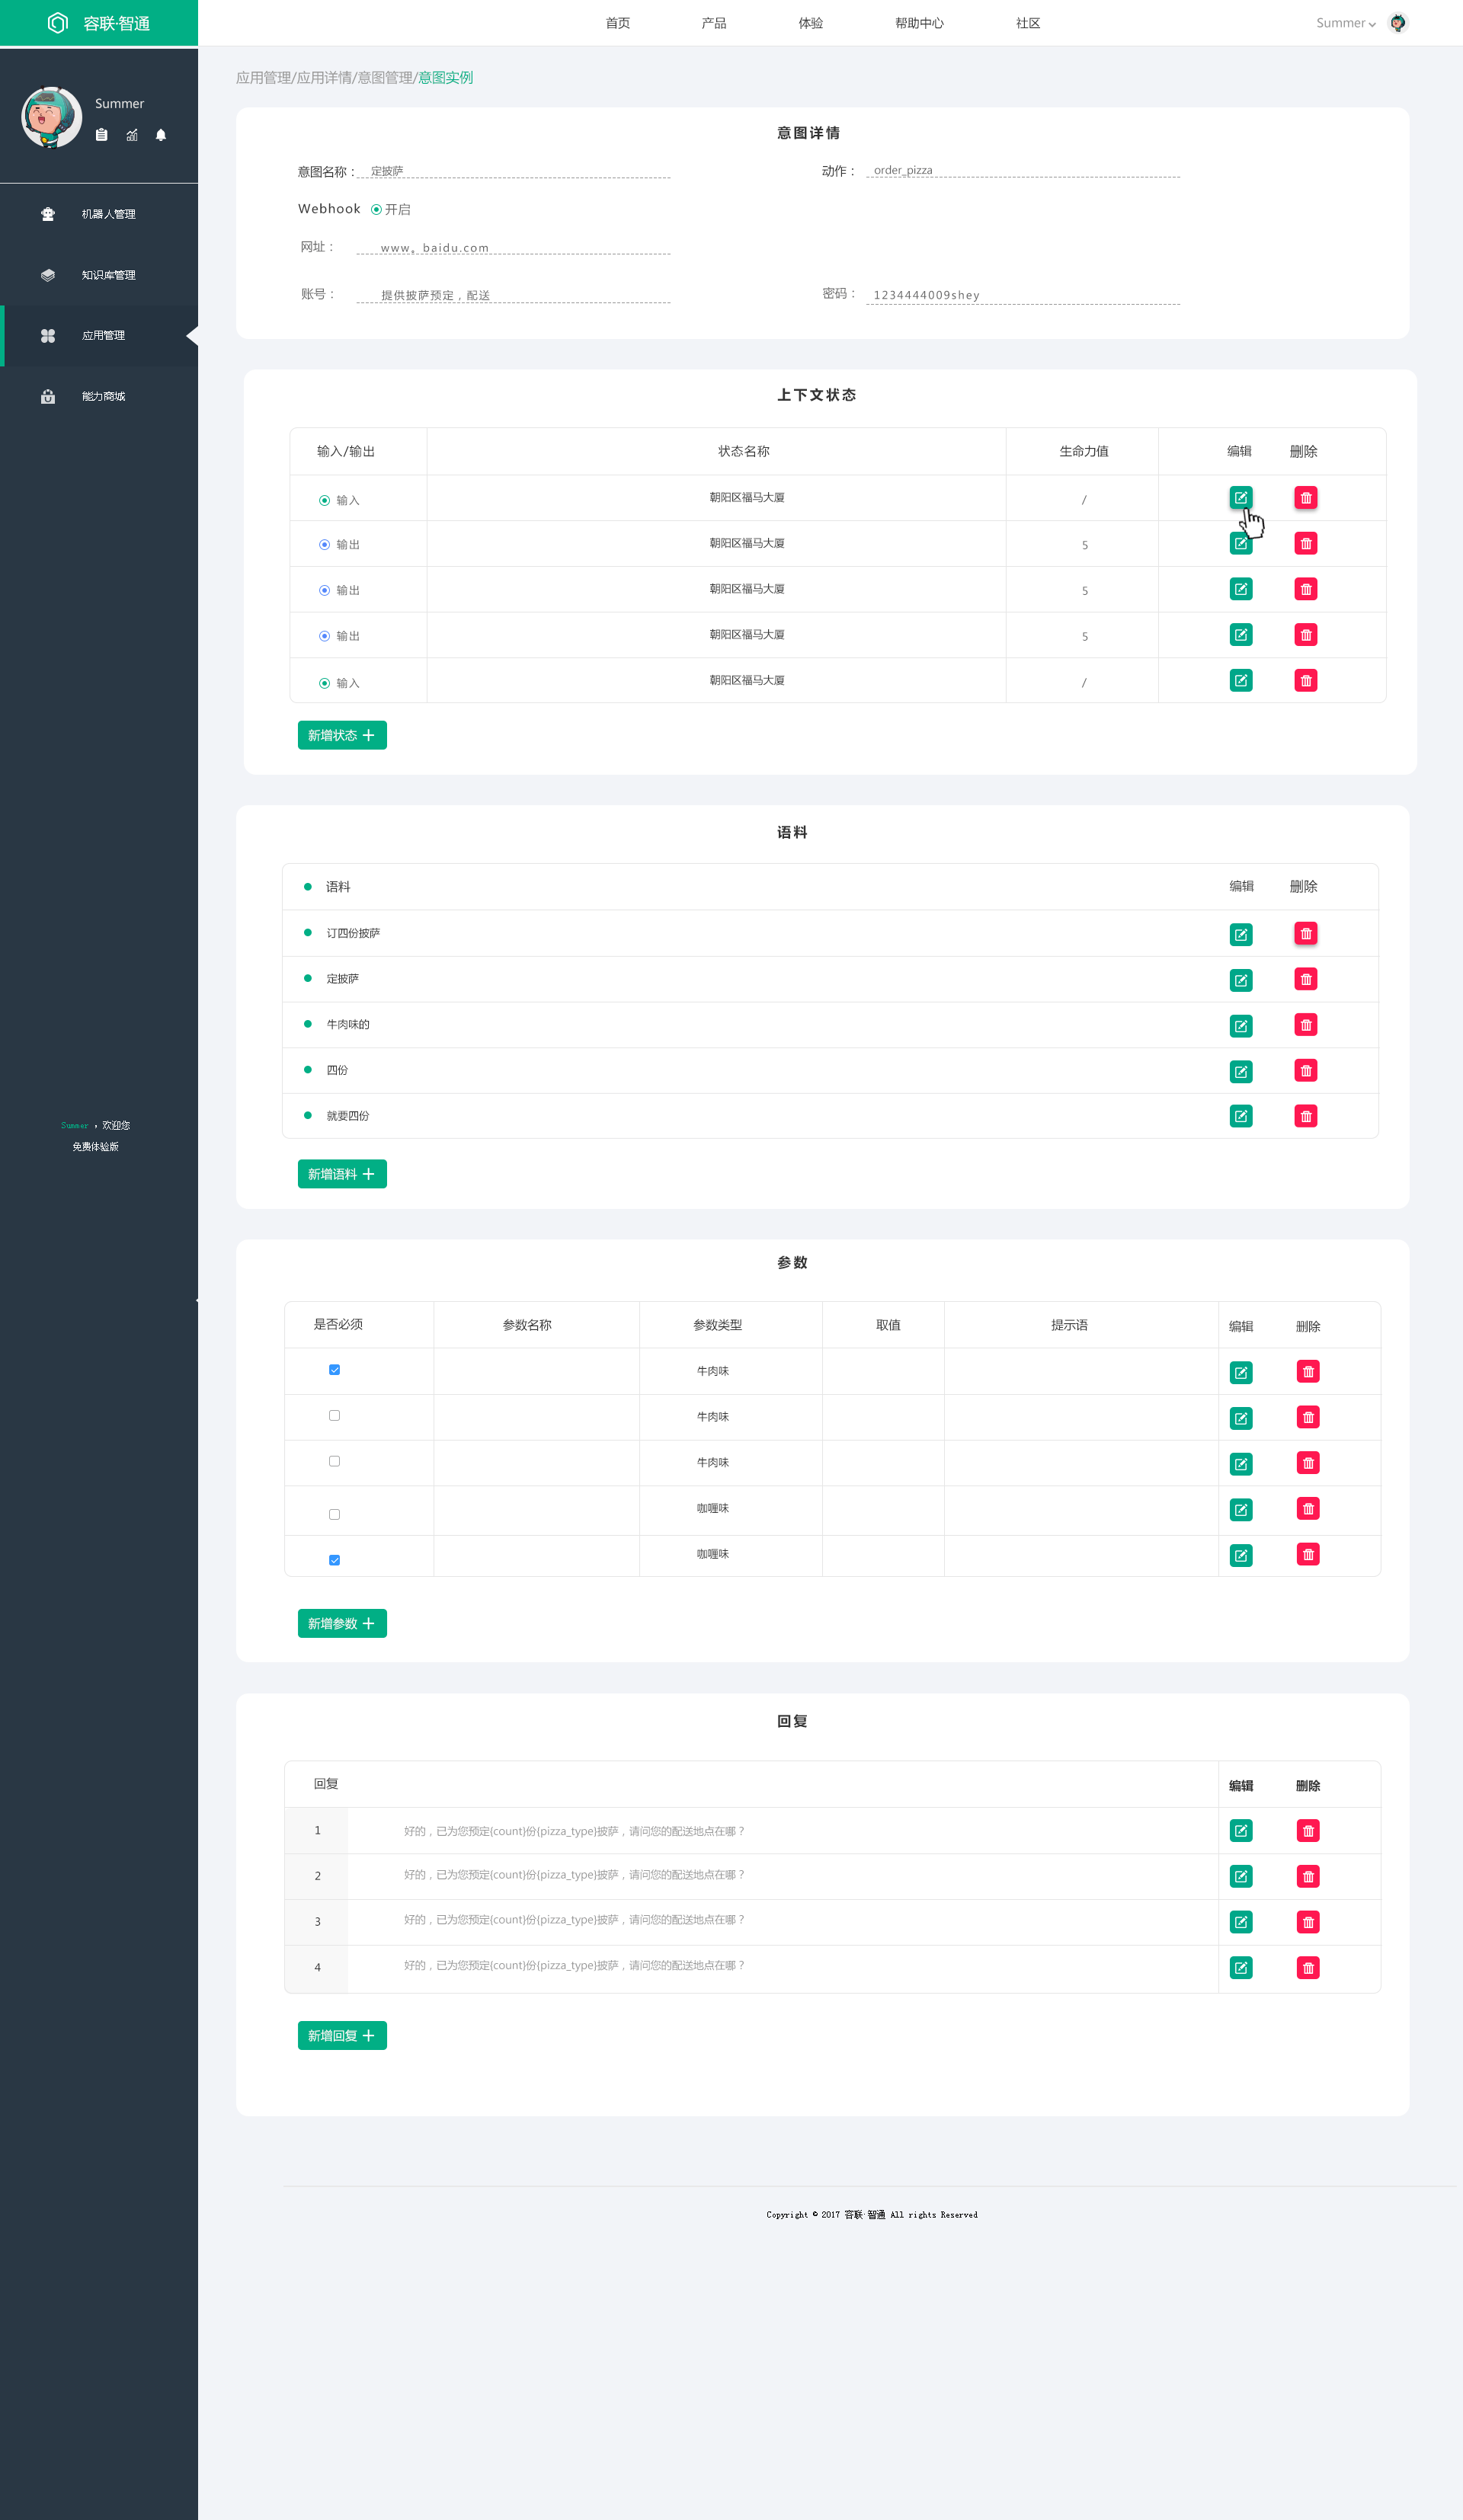 容联·智通
首页 产品 体验 帮助中心 社区 Summer
应用管理/应用详情/意图管理/意图实例
Summer
机器人管理
知识库管理
应用管理
能力商城
Summer，欢迎您
免费体验版
意图详情
意图名称： 定披萨 动作： order_pizza
Webhook 开启
网址： www。baidu.com
账号： 提供披萨预定，配送 密码： 1234444009shey
上下文状态
输入/输出 状态名称 生命力值 编辑 删除
输入 朝阳区福马大厦 /
输出 朝阳区福马大厦 5
输出 朝阳区福马大厦 5
输出 朝阳区福马大厦 5
输入 朝阳区福马大厦 /
新增状态
语料
语料 编辑 删除
订四份披萨
定披萨
牛肉味的
四份
就要四份
新增语料
参数
是否必须 参数名称 参数类型 取值 提示语 编辑 删除
牛肉味
牛肉味
牛肉味
咖喱味
咖喱味
新增参数
回复
回复 编辑 删除
1 好的，已为您预定{count}份{pizza_type}披萨，请问您的配送地点在哪？
2 好的，已为您预定{count}份{pizza_type}披萨，请问您的配送地点在哪？
3 好的，已为您预定{count}份{pizza_type}披萨，请问您的配送地点在哪？
4 好的，已为您预定{count}份{pizza_type}披萨，请问您的配送地点在哪？
新增回复
Copyright © 2017 容联·智通 All rights Reserved